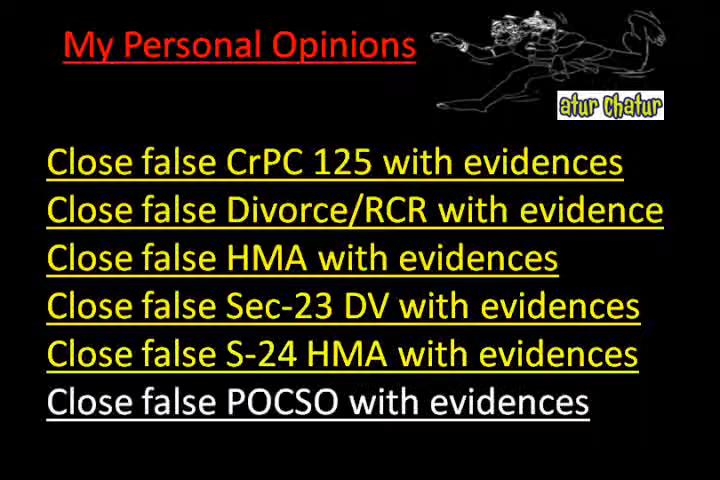 My Personal Opinions
atur chatur
Close false CrPC 125 with evidences
Close false Divorce/RCR with evidence
Close false HMA with evidences
Close false Sec-23 DV with evidences
Close false S-24 HMA with evidences
Close false POCSO with evidences